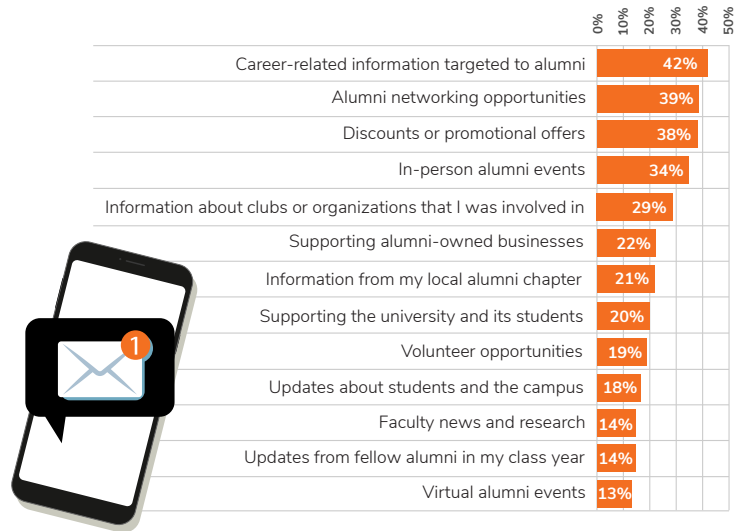 0% 10% 20% 30% 40% 50%
Career-related information targeted to alumni 42%
Alumni networking opportunities 39%
Discounts or promotional offers 38%
In-person alumni events 34%
Information about clubs or organizations that I was involved in 29%
Supporting alumni-owned businesses 22%
Information from my local alumni chapter 21%
Supporting the university and its students 20%
Volunteer opportunities 19%
Updates about students and the campus 18%
Faculty news and research 14%
Updates from fellow alumni in my class year 14%
Virtual alumni events 13%
1